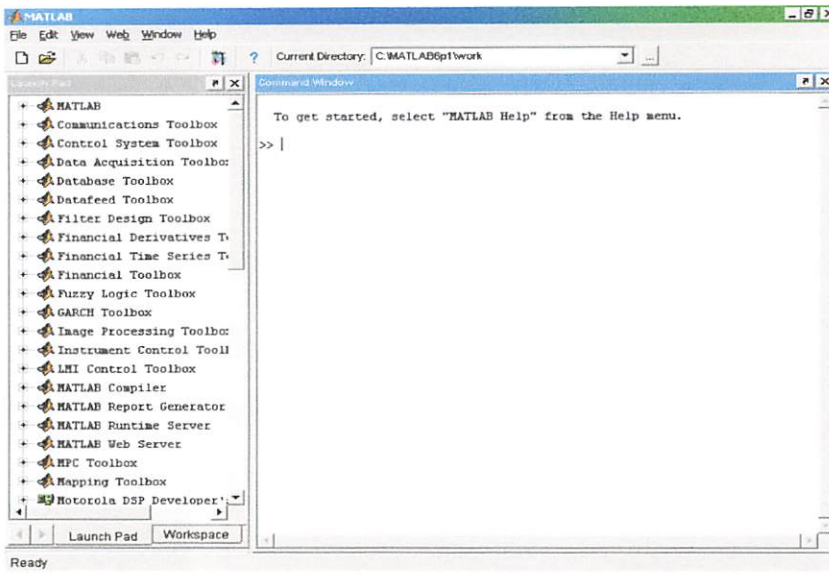 MATLAB
File Edit View Web Window Help
? Current Directory: C:\MATLAB6p1\work ...
Launch Pad
Command Window
MATLAB
Communications Toolbox
Control System Toolbox
Data Acquisition Toolbo
Database Toolbox
Datafeed Toolbox
Filter Design Toolbox
Financial Derivatives T
Financial Time Series T
Financial Toolbox
Fuzzy Logic Toolbox
GARCH Toolbox
Image Processing Toolbo
Instrument Control Tool
LMI Control Toolbox
MATLAB Compiler
MATLAB Report Generator
MATLAB Runtime Server
MATLAB Web Server
MPC Toolbox
Mapping Toolbox
Motorola DSP Developer'
To get started, select "MATLAB Help" from the Help menu.
>>
Launch Pad Workspace
Ready